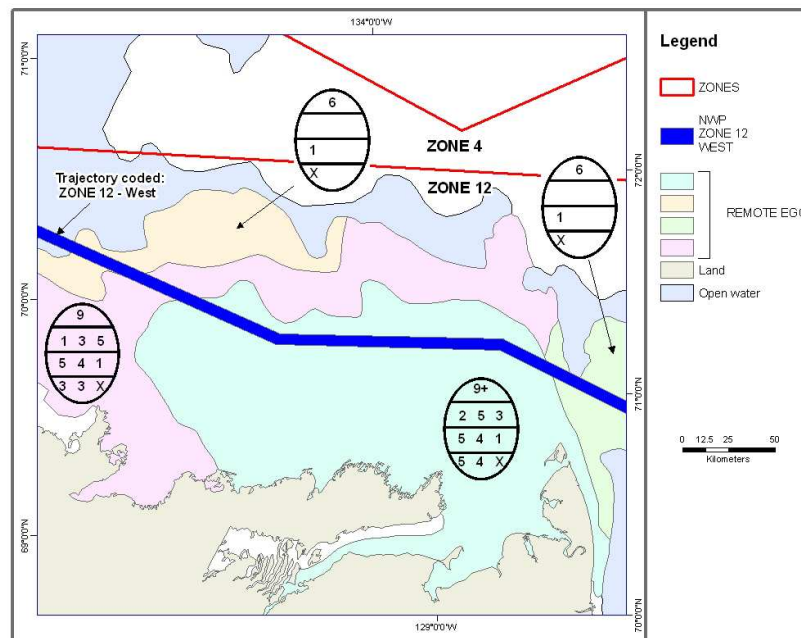 134°0'0"W
71°0'0"N
72°0'0"N
70°0'0"N
71°0'0"N
69°0'0"N
70°0'0"N
129°0'0"W
ZONE 4
ZONE 12
Trajectory coded:
ZONE 12 - West
6
1
X
6
1
X
9
1 3 5
5 4 1
3 3 X
9+
2 5 3
5 4 1
5 4 X
Legend
ZONES
NWP
ZONE 12
WEST
REMOTE EGG
Land
Open water
0 12.5 25 50
Kilometers